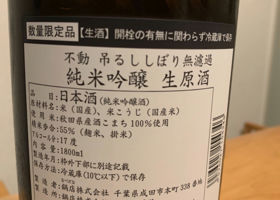 数量限定品 【生酒】開栓の有無に関わらず冷蔵庫で保存
不動 吊るししぼり無濾過
純米吟醸 生原酒
品目:日本酒(純米吟醸酒)
原材料名:米(国産)、米こうじ(国産米)
原料米:秋田県産酒こまち100%使用
精米歩合:55%(麹米、掛米)
アルコール分:17度
内容量:1800ml
製造年月:枠外下部に別途記載
保存方法:冷蔵庫(10℃以下)で保存
製造者:鍋店株式会社 千葉県成田市本町338番地